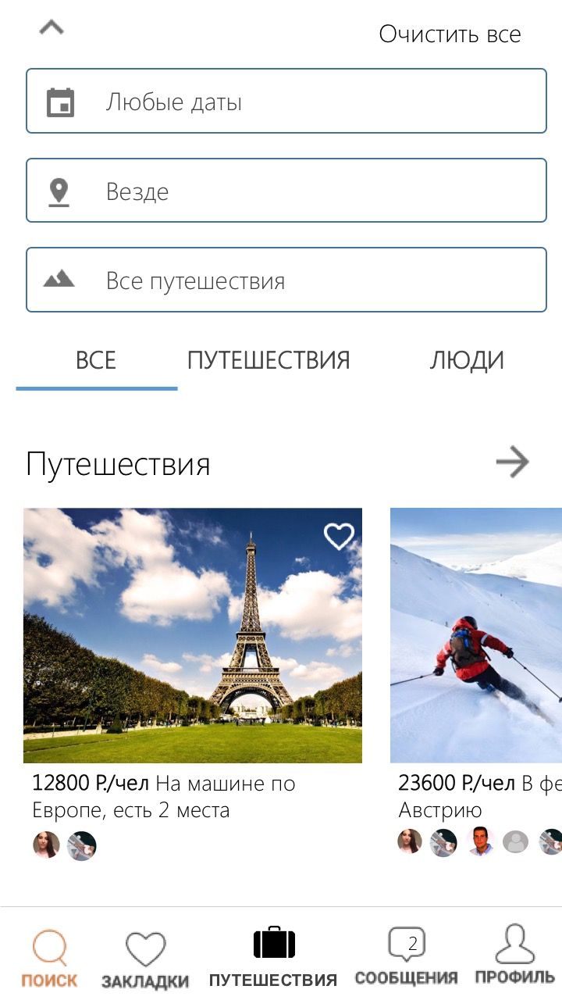 Очистить все
Любые даты
Везде
Все путешествия
ВСЕ ПУТЕШЕСТВИЯ ЛЮДИ
Путешествия
12800 Р./чел На машине по
Европе, есть 2 места
23600 Р./чел В фе
Австрию
2
ПОИСК ЗАКЛАДКИ ПУТЕШЕСТВИЯ СООБЩЕНИЯ ПРОФИЛЬ